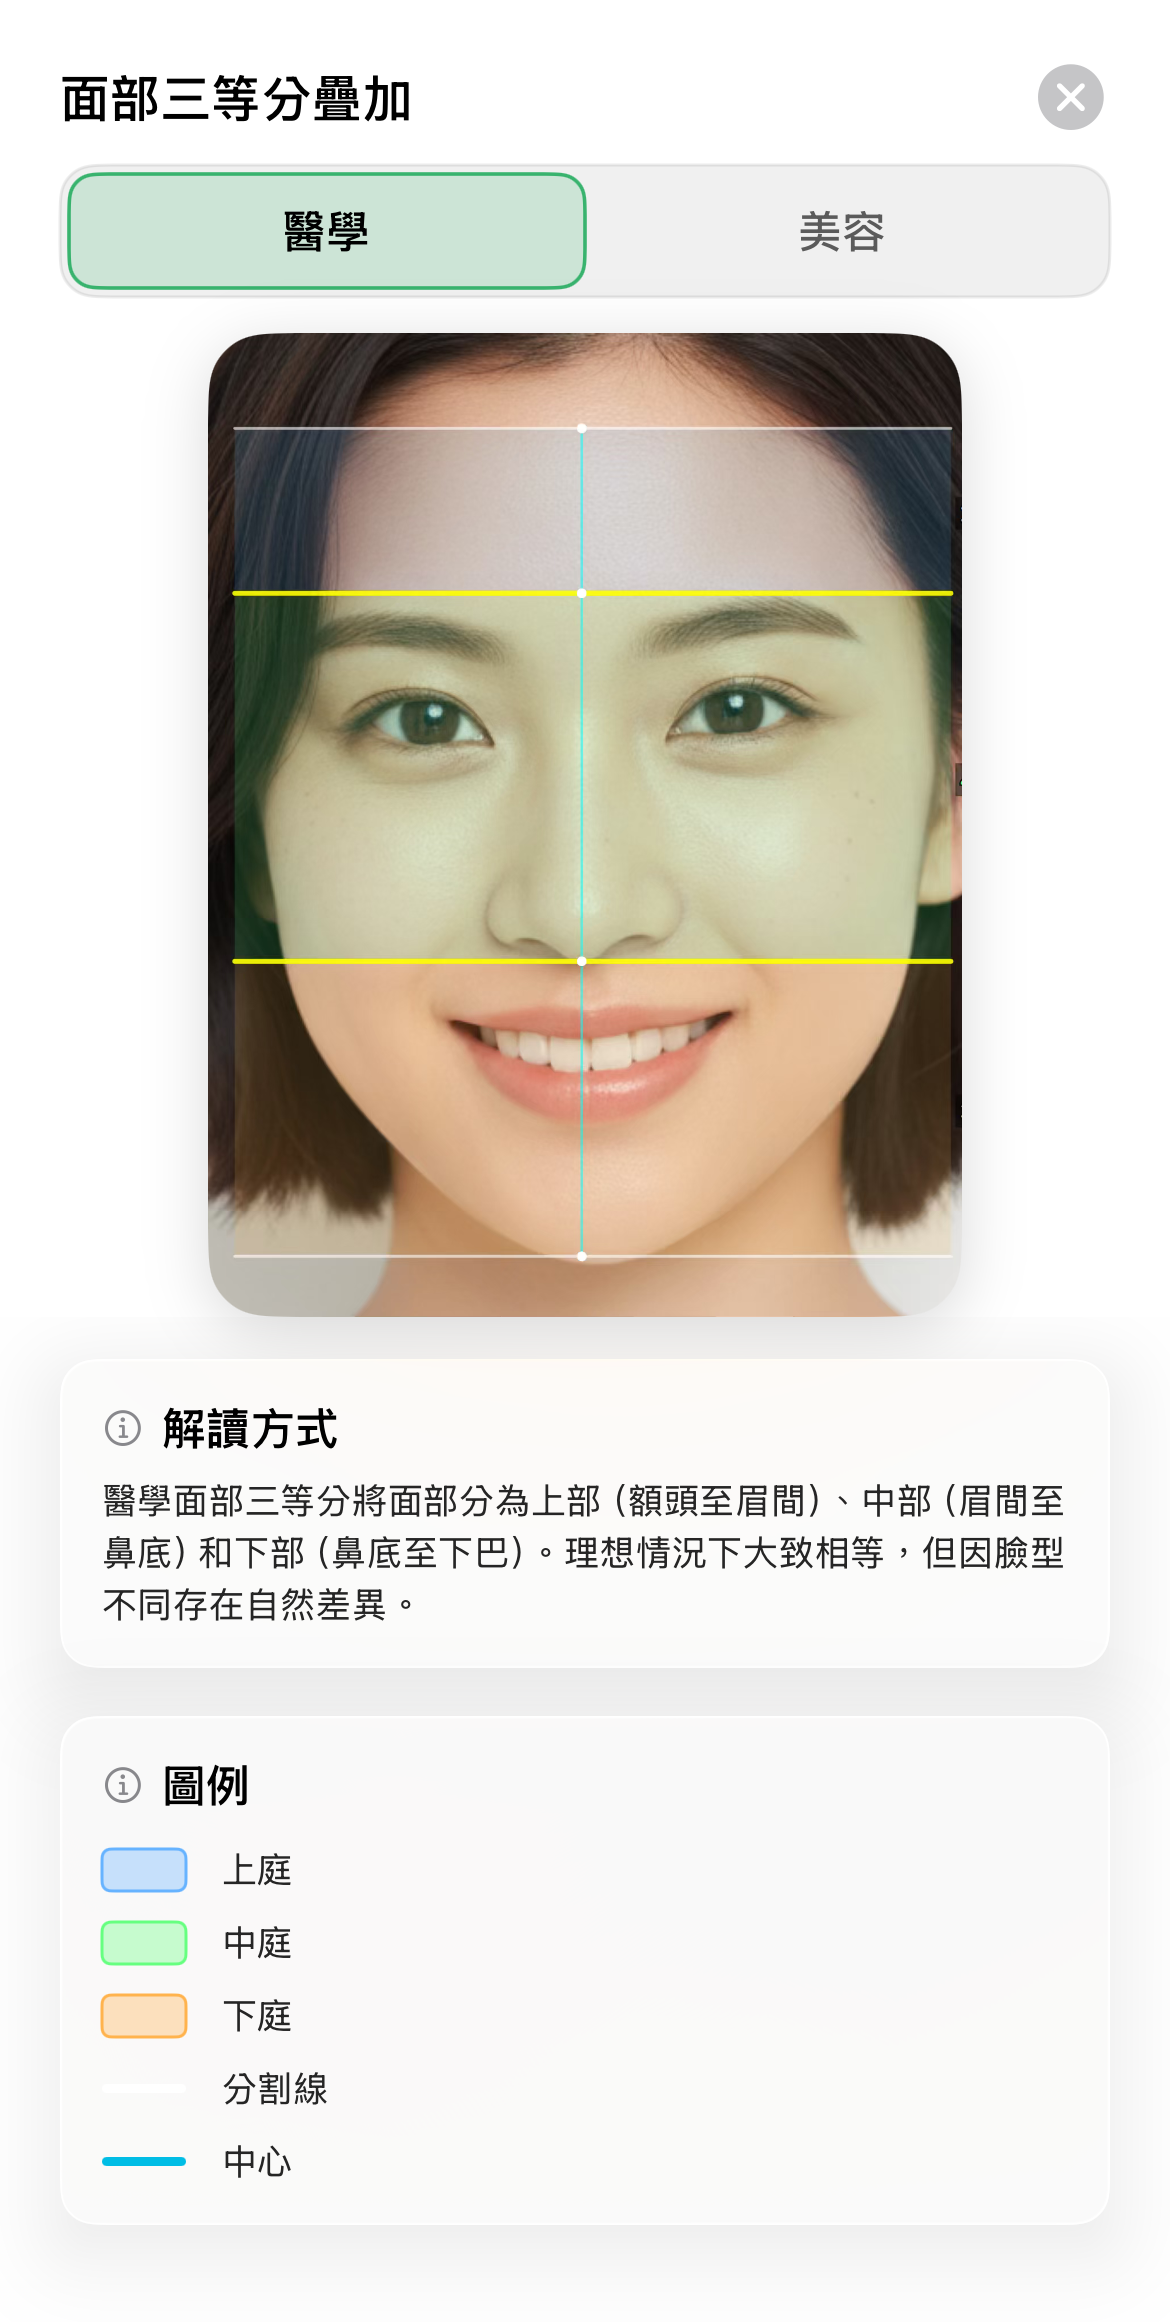 面部三等分疊加
醫學
美容
解讀方式
醫學面部三等分將面部分為上部 (額頭至眉間)、中部 (眉間至
鼻底) 和下部 (鼻底至下巴)。理想情況下大致相等，但因臉型
不同存在自然差異。
圖例
上庭
中庭
下庭
分割線
中心